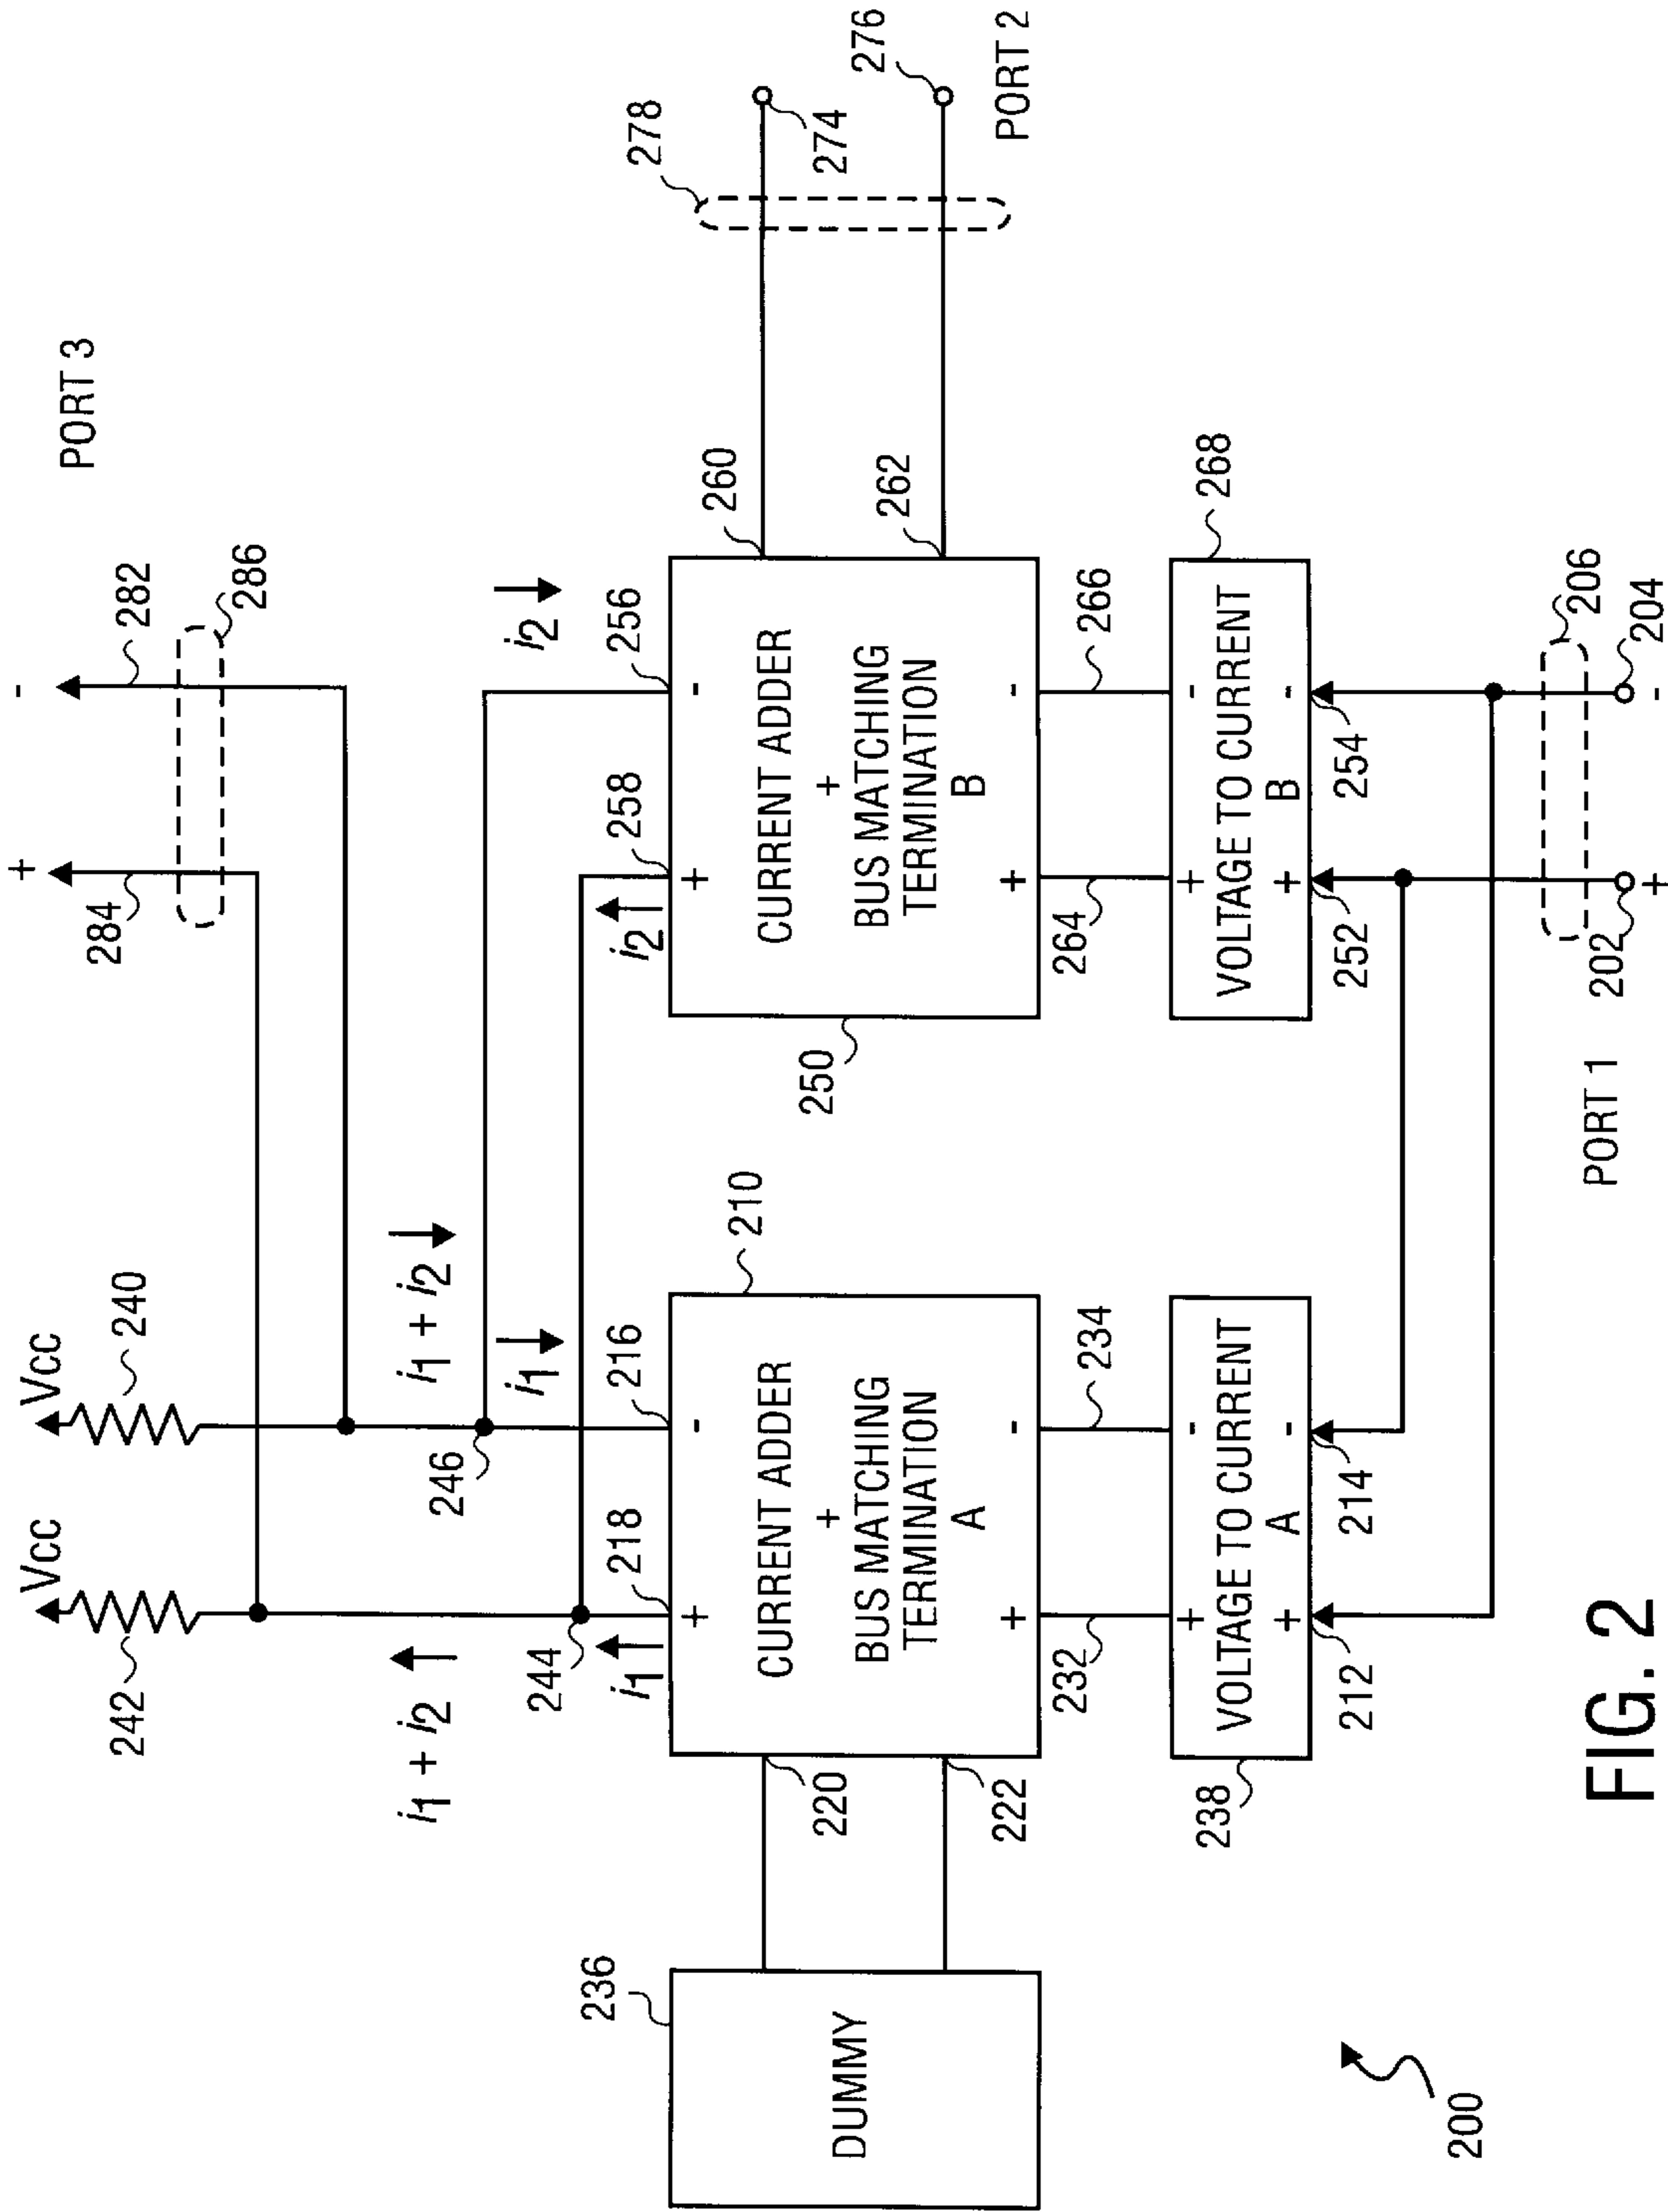 Vcc
Vcc
+
-
PORT 3
242
240
284
282
286
i1 + i2
i1 + i2
246
244
i1
i1
i2
i2
218
216
210
258
256
260
278
274
276
262
PORT 2
236
DUMMY
220
222
+ -
CURRENT ADDER
+
BUS MATCHING
TERMINATION
A
+ -
250
+ -
CURRENT ADDER
+
BUS MATCHING
TERMINATION
B
+ -
232
234
264
266
238
+ -
VOLTAGE TO CURRENT
+ A -
268
+ -
VOLTAGE TO CURRENT
+ B -
212
214
252
254
206
PORT 1
202
204
+
-
200
FIG. 2